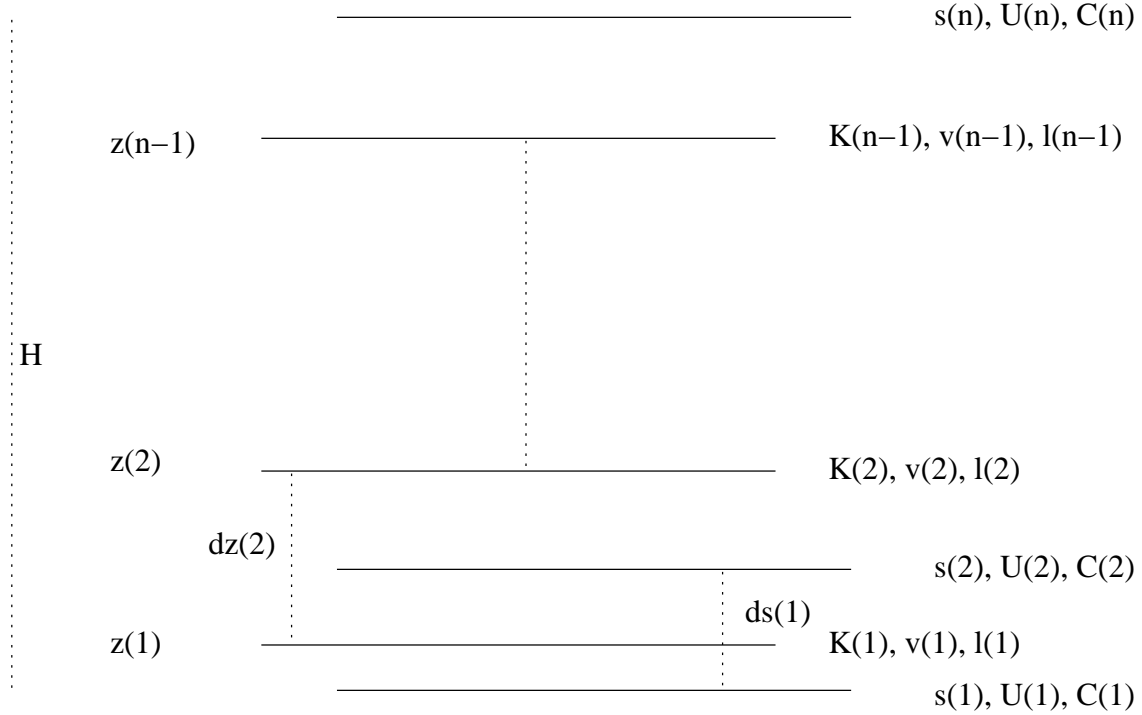 s(n), U(n), C(n)
z(n−1)
K(n−1), v(n−1), l(n−1)
H
z(2)
K(2), v(2), l(2)
dz(2)
s(2), U(2), C(2)
ds(1)
z(1)
K(1), v(1), l(1)
s(1), U(1), C(1)